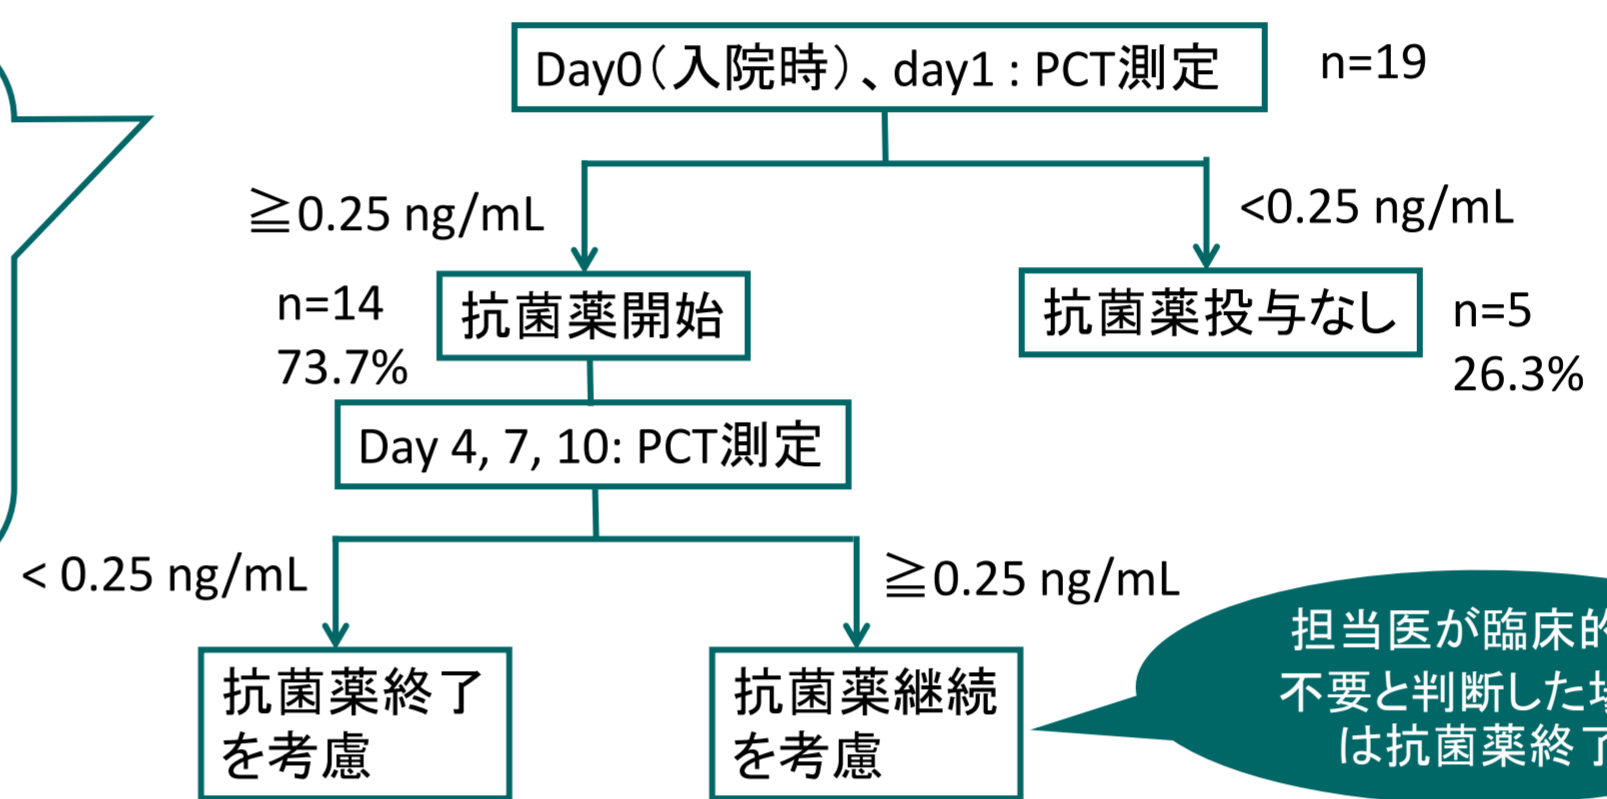 Day0（入院時）、day1 : PCT測定
n=19
≧0.25 ng/mL
<0.25 ng/mL
n=14
73.7%
抗菌薬開始
抗菌薬投与なし
n=5
26.3%
Day 4, 7, 10: PCT測定
< 0.25 ng/mL
≧0.25 ng/mL
抗菌薬終了
を考慮
抗菌薬継続
を考慮
担当医が臨床的
不要と判断した場
は抗菌薬終了